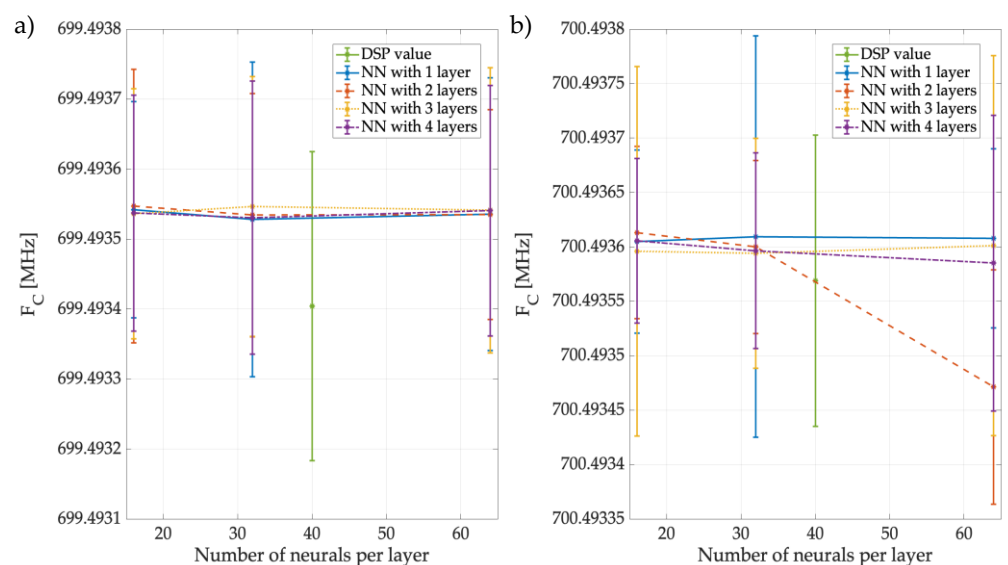 a)
699.4938
699.4937
699.4936
699.4935
699.4934
699.4933
699.4932
699.4931
F_C [MHz]
DSP value
NN with 1 layer
NN with 2 layers
NN with 3 layers
NN with 4 layers
20 30 40 50 60
Number of neurals per layer
b)
700.4938
700.49375
700.4937
700.49365
700.4936
700.49355
700.4935
700.49345
700.4934
700.49335
F_C [MHz]
DSP value
NN with 1 layer
NN with 2 layers
NN with 3 layers
NN with 4 layers
20 30 40 50 60
Number of neurals per layer